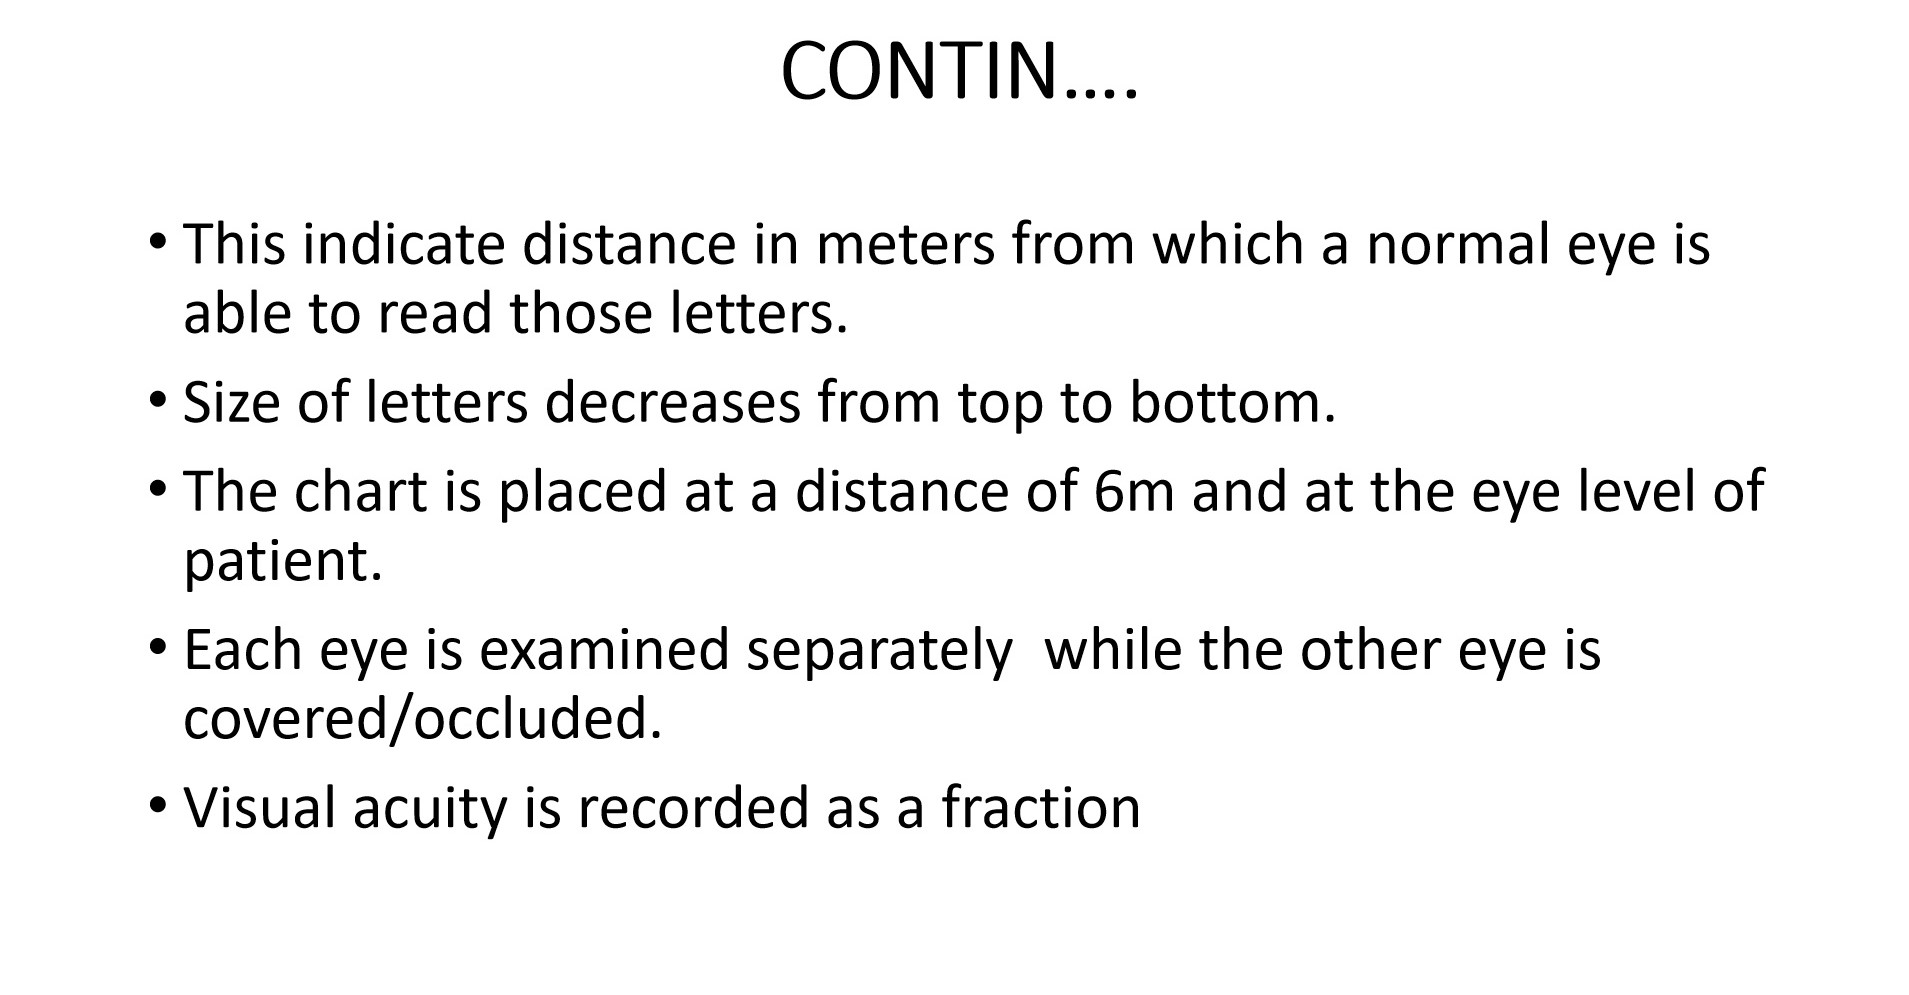 CONTIN....
• This indicate distance in meters from which a normal eye is
able to read those letters.
• Size of letters decreases from top to bottom.
• The chart is placed at a distance of 6m and at the eye level of
patient.
• Each eye is examined separately  while the other eye is
covered/occluded.
• Visual acuity is recorded as a fraction